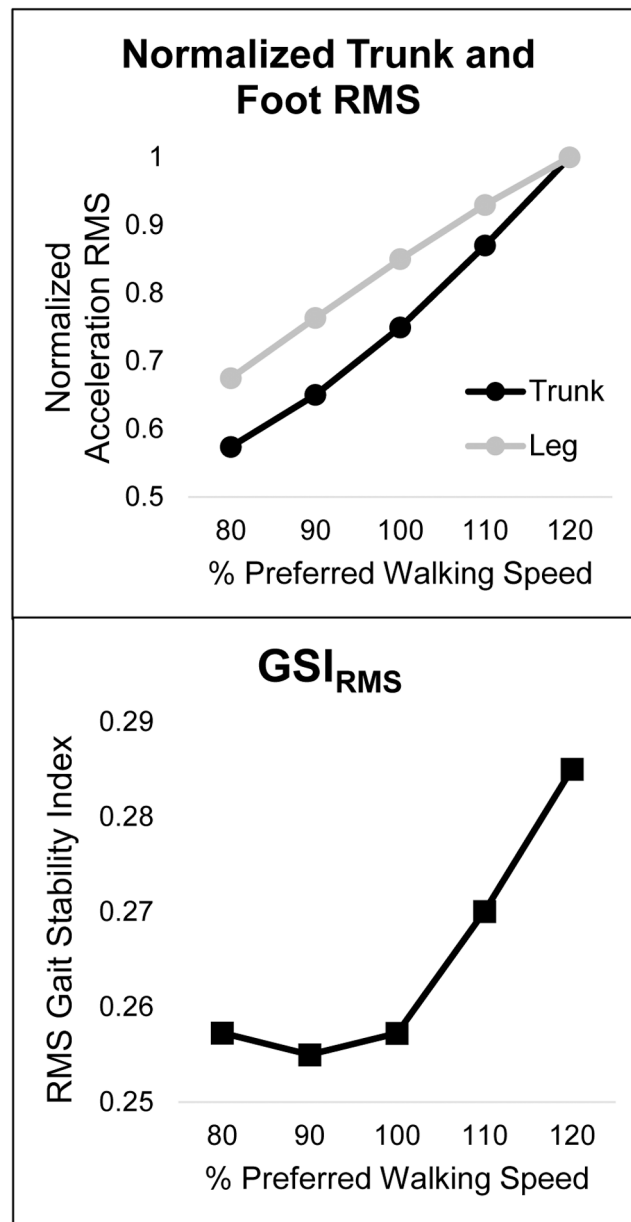 Normalized Trunk and
Foot RMS
Normalized
Acceleration RMS
1
0.9
0.8
0.7
0.6
0.5
Trunk
Leg
80 90 100 110 120
% Preferred Walking Speed
GSI_RMS
RMS Gait Stability Index
0.29
0.28
0.27
0.26
0.25
80 90 100 110 120
% Preferred Walking Speed